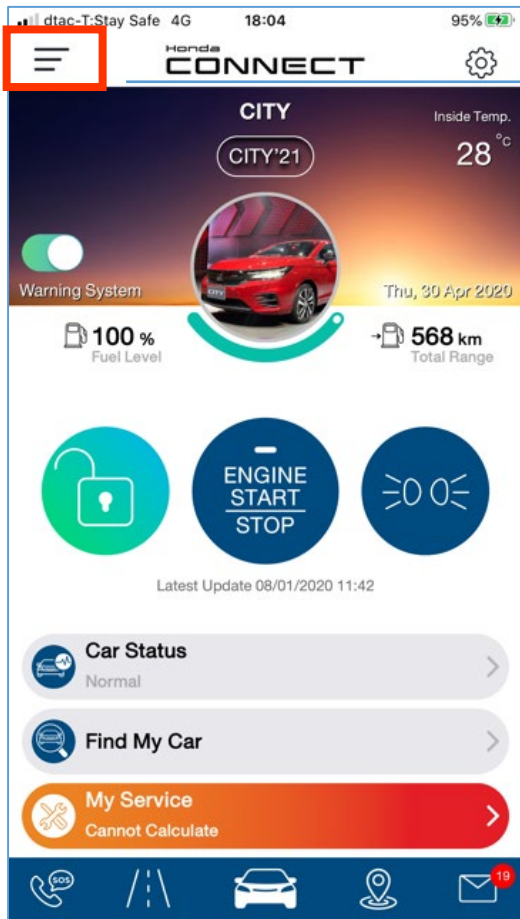 dtac-T:Stay Safe 4G 18:04 95%
Honda
CONNECT
CITY
Inside Temp.
CITY'21
28 °C
Warning System
Thu, 30 Apr 2020
100 %
Fuel Level
568 km
Total Range
ENGINE
START
STOP
Latest Update 08/01/2020 11:42
Car Status
Normal
Find My Car
My Service
Cannot Calculate
SOS
19